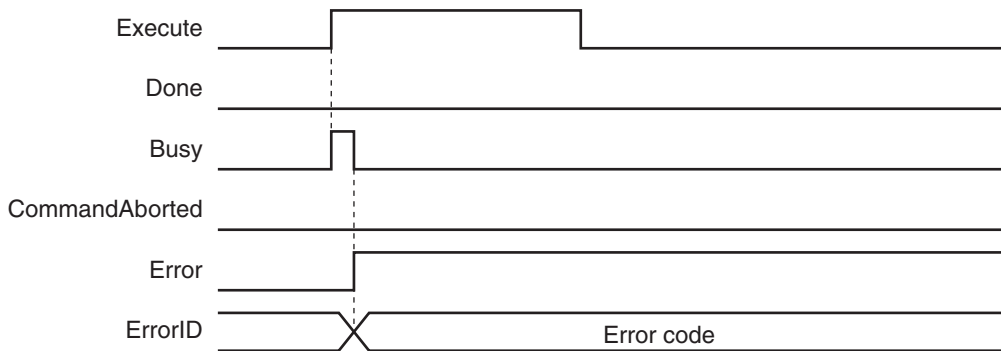 Execute
Done
Busy
CommandAborted
Error
ErrorID
Error code